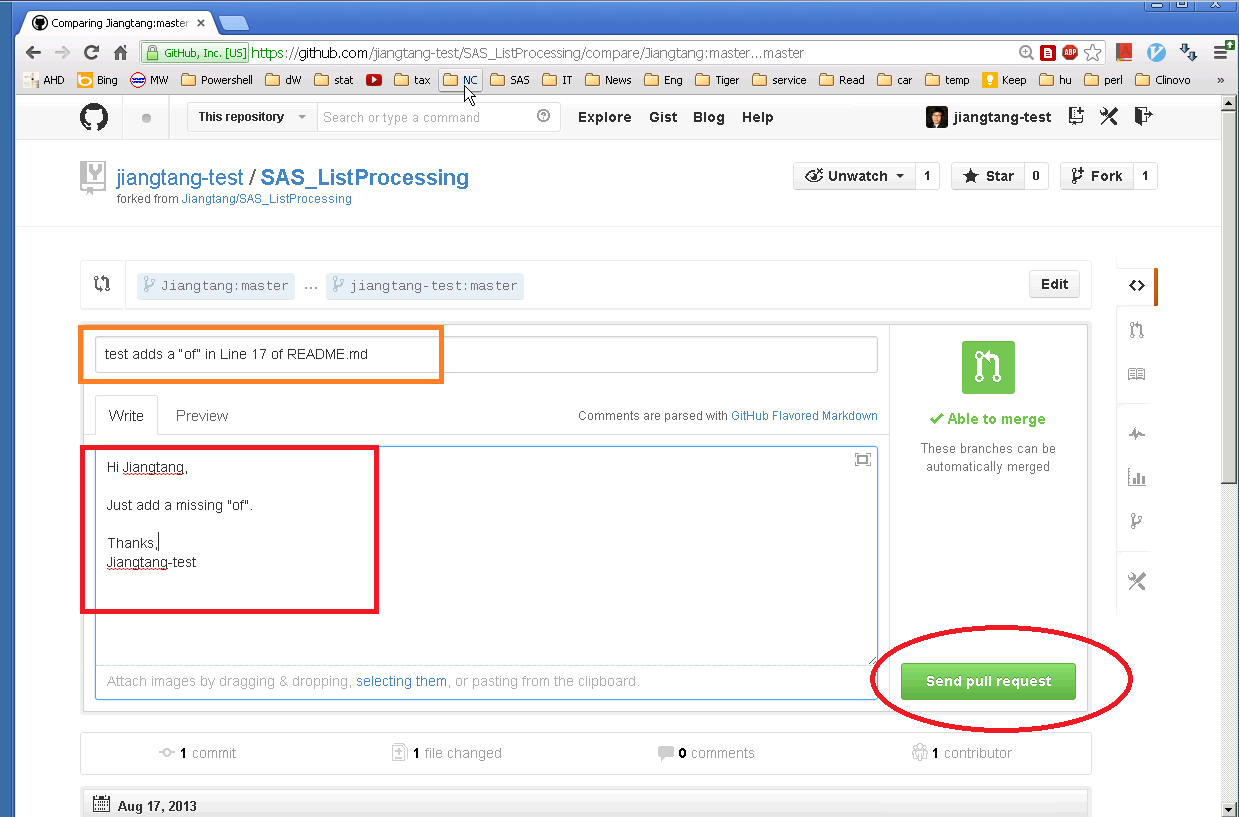 Comparing Jiangtang:master
GitHub, Inc. [US] https://github.com/jiangtang-test/SAS_ListProcessing/compare/Jiangtang:master...master
AHD Bing MW Powershell dW stat tax NC SAS IT News Eng Tiger service Read car temp Keep hu perl Clinovo »
This repository Search or type a command Explore Gist Blog Help jiangtang-test
jiangtang-test / SAS_ListProcessing
forked from Jiangtang/SAS_ListProcessing
Unwatch 1 Star 0 Fork 1
Jiangtang:master ... jiangtang-test:master Edit
test adds a "of" in Line 17 of README.md
Write Preview Comments are parsed with GitHub Flavored Markdown
Able to merge
These branches can be
automatically merged
Hi Jiangtang,
Just add a missing "of".
Thanks,
Jiangtang-test
Attach images by dragging & dropping, selecting them, or pasting from the clipboard.
Send pull request
1 commit 1 file changed 0 comments 1 contributor
Aug 17, 2013